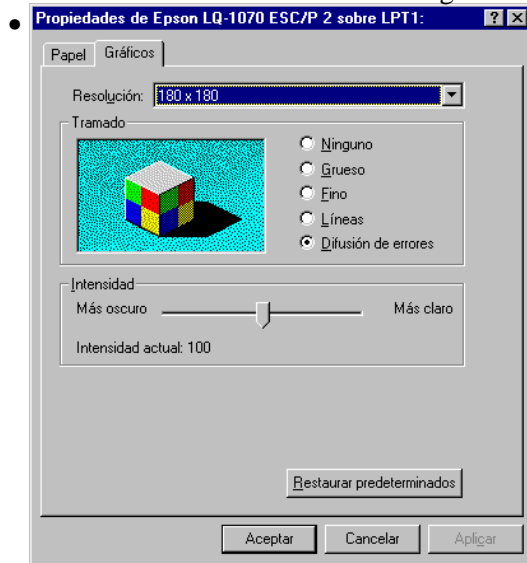 Propiedades de Epson LQ-1070 ESC/P 2 sobre LPT1:
Papel Gráficos
Resolución: 180 x 180
Tramado
Ninguno
Grueso
Fino
Líneas
Difusión de errores
Intensidad
Más oscuro Más claro
Intensidad actual: 100
Restaurar predeterminados
Aceptar Cancelar Aplicar